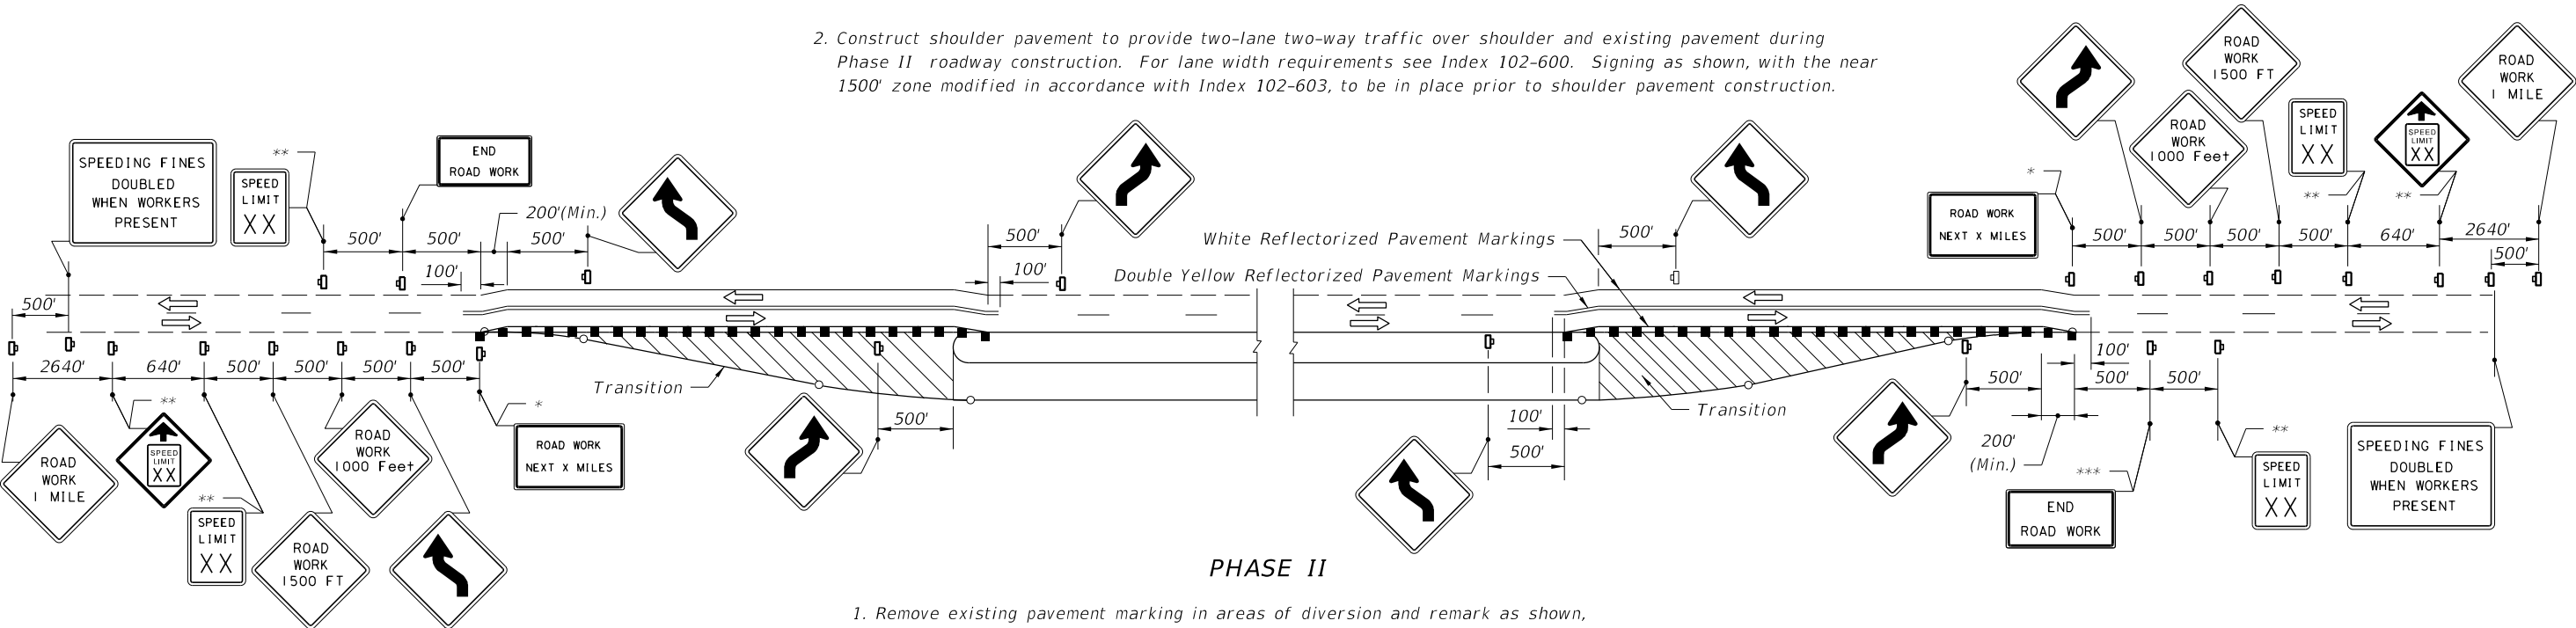 2. Construct shoulder pavement to provide two-lane two-way traffic over shoulder and existing pavement during
Phase II roadway construction. For lane width requirements see Index 102-600. Signing as shown, with the near
1500' zone modified in accordance with Index 102-603, to be in place prior to shoulder pavement construction.
SPEEDING FINES
DOUBLED
WHEN WORKERS
PRESENT
**
SPEED
LIMIT
XX
END
ROAD WORK
200'(Min.)
500'
500'
500'
100'
500'
500'
100'
White Reflectorized Pavement Markings
Double Yellow Reflectorized Pavement Markings
500'
ROAD
WORK
1500 FT
ROAD
WORK
1000 Feet
SPEED
LIMIT
XX
SPEED
LIMIT
XX
ROAD
WORK
1 MILE
*
**
**
ROAD WORK
NEXT X MILES
500'
500'
500'
500'
640'
2640'
500'
2640'
640'
500'
500'
500'
500'
Transition
500'
100'
500'
Transition
500'
500'
500'
100'
200'
(Min.)
ROAD
WORK
1 MILE
**
SPEED
LIMIT
XX
**
SPEED
LIMIT
XX
ROAD
WORK
1000 Feet
ROAD
WORK
1500 FT
*
ROAD WORK
NEXT X MILES
***
END
ROAD WORK
**
SPEED
LIMIT
XX
SPEEDING FINES
DOUBLED
WHEN WORKERS
PRESENT
PHASE II
1. Remove existing pavement marking in areas of diversion and remark as shown,